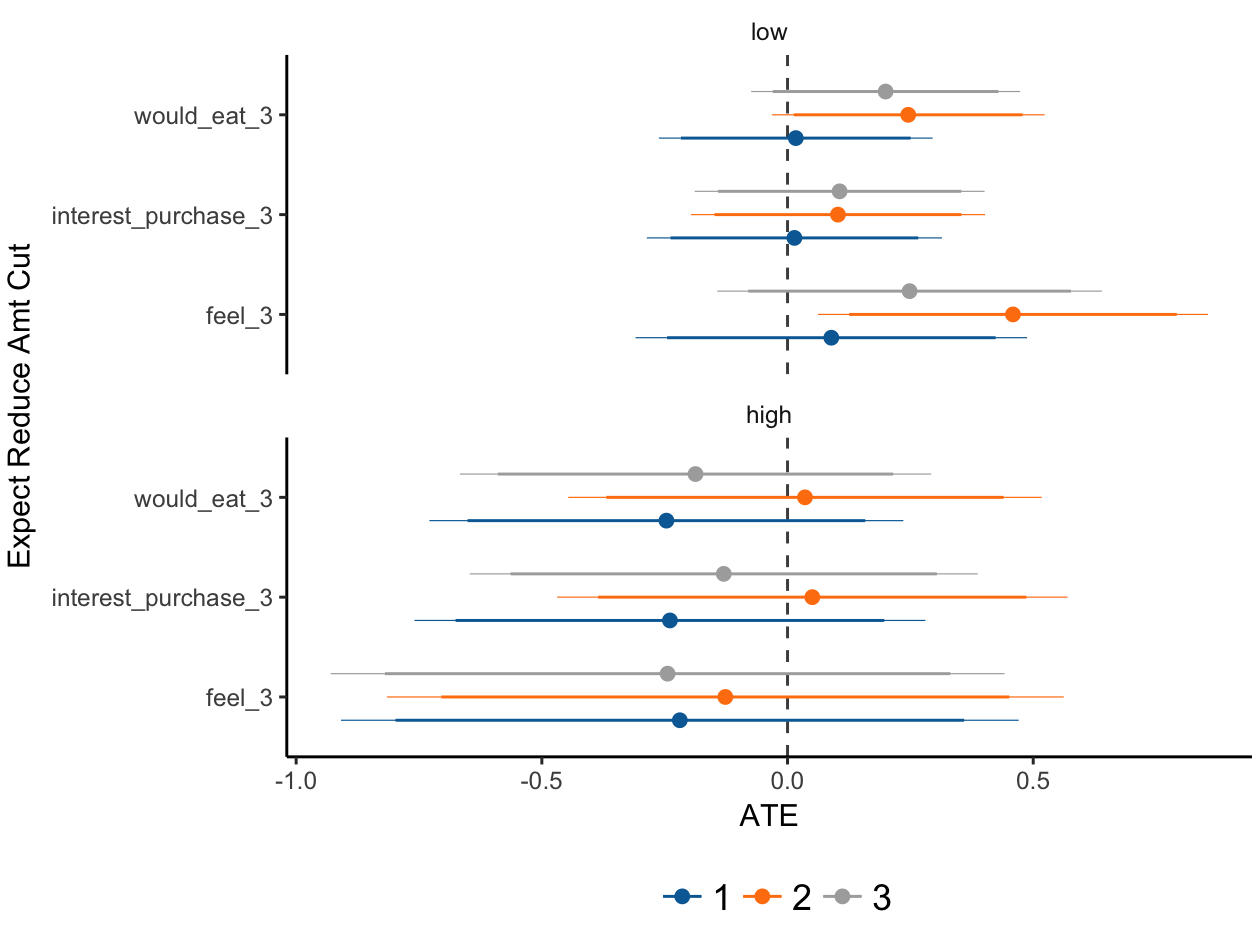 low
would_eat_3
interest_purchase_3
feel_3
Expect Reduce Amt Cut
high
would_eat_3
interest_purchase_3
feel_3
-1.0 -0.5 0.0 0.5
ATE
1 2 3